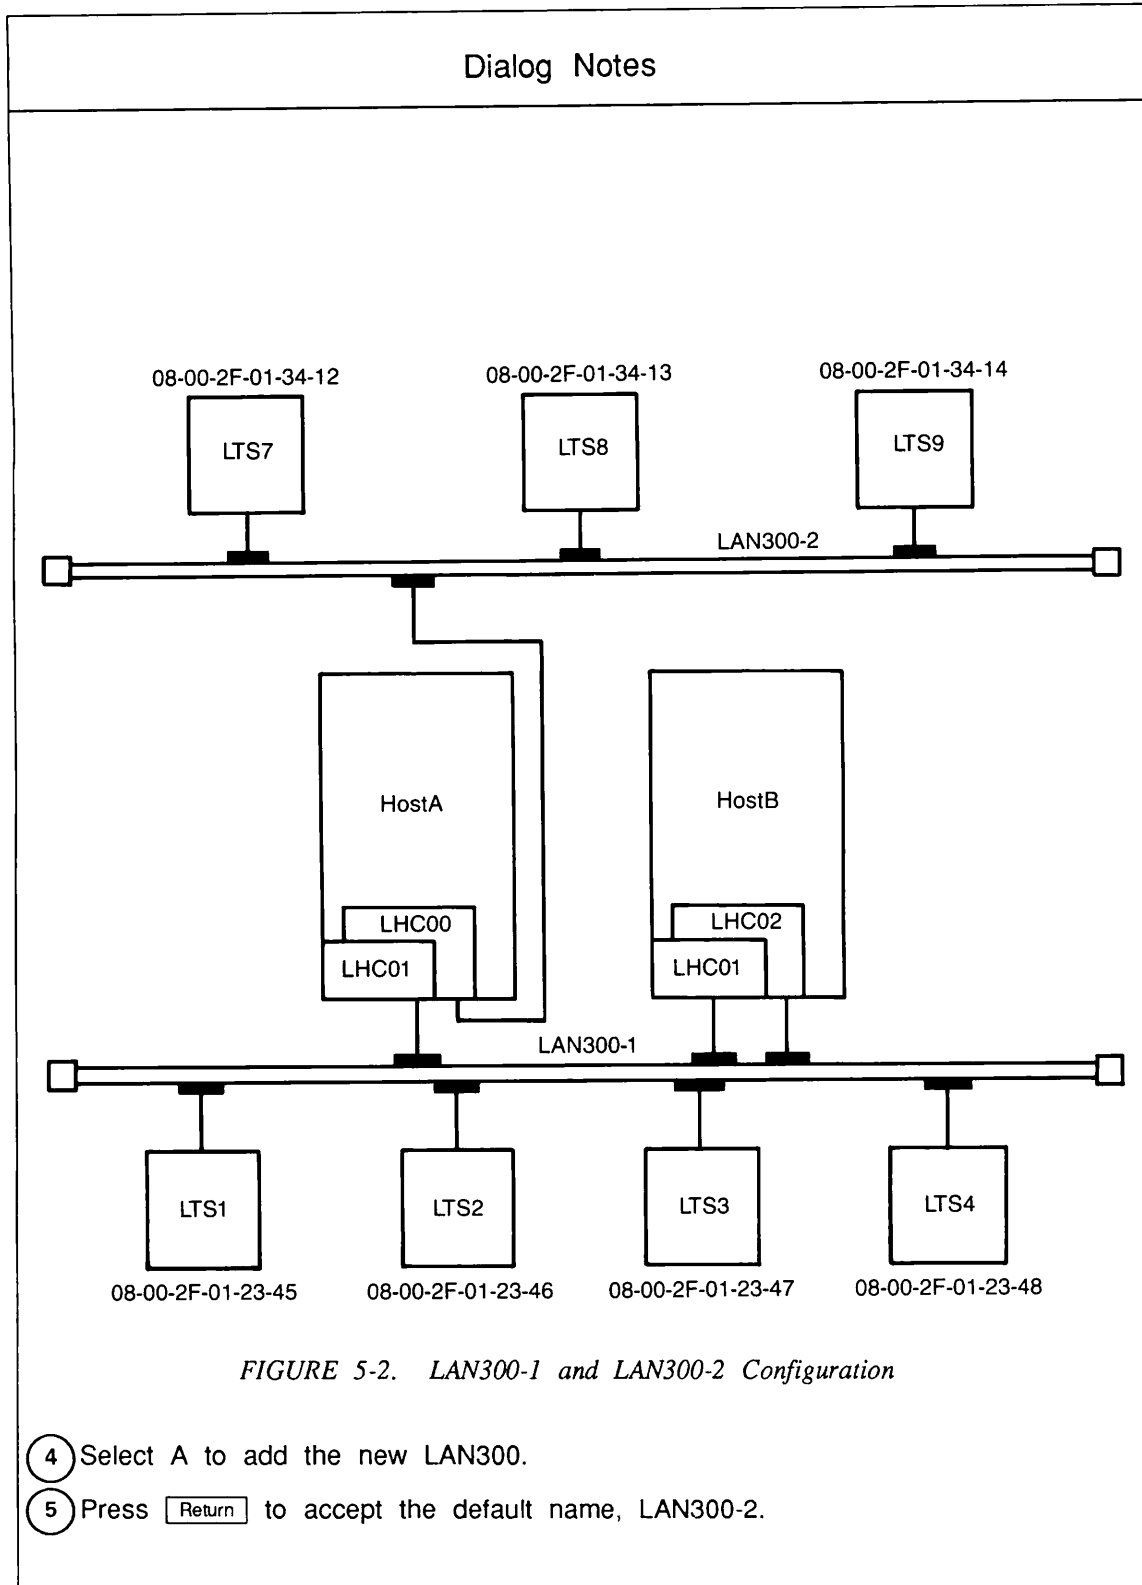 Dialog Notes
08-00-2F-01-34-12
08-00-2F-01-34-13
08-00-2F-01-34-14
LTS7
LTS8
LTS9
LAN300-2
HostA
HostB
LHC00
LHC02
LHC01
LHC01
LAN300-1
LTS1
LTS2
LTS3
LTS4
08-00-2F-01-23-45
08-00-2F-01-23-46
08-00-2F-01-23-47
08-00-2F-01-23-48
FIGURE 5-2. LAN300-1 and LAN300-2 Configuration
4 Select A to add the new LAN300.
5 Press Return to accept the default name, LAN300-2.